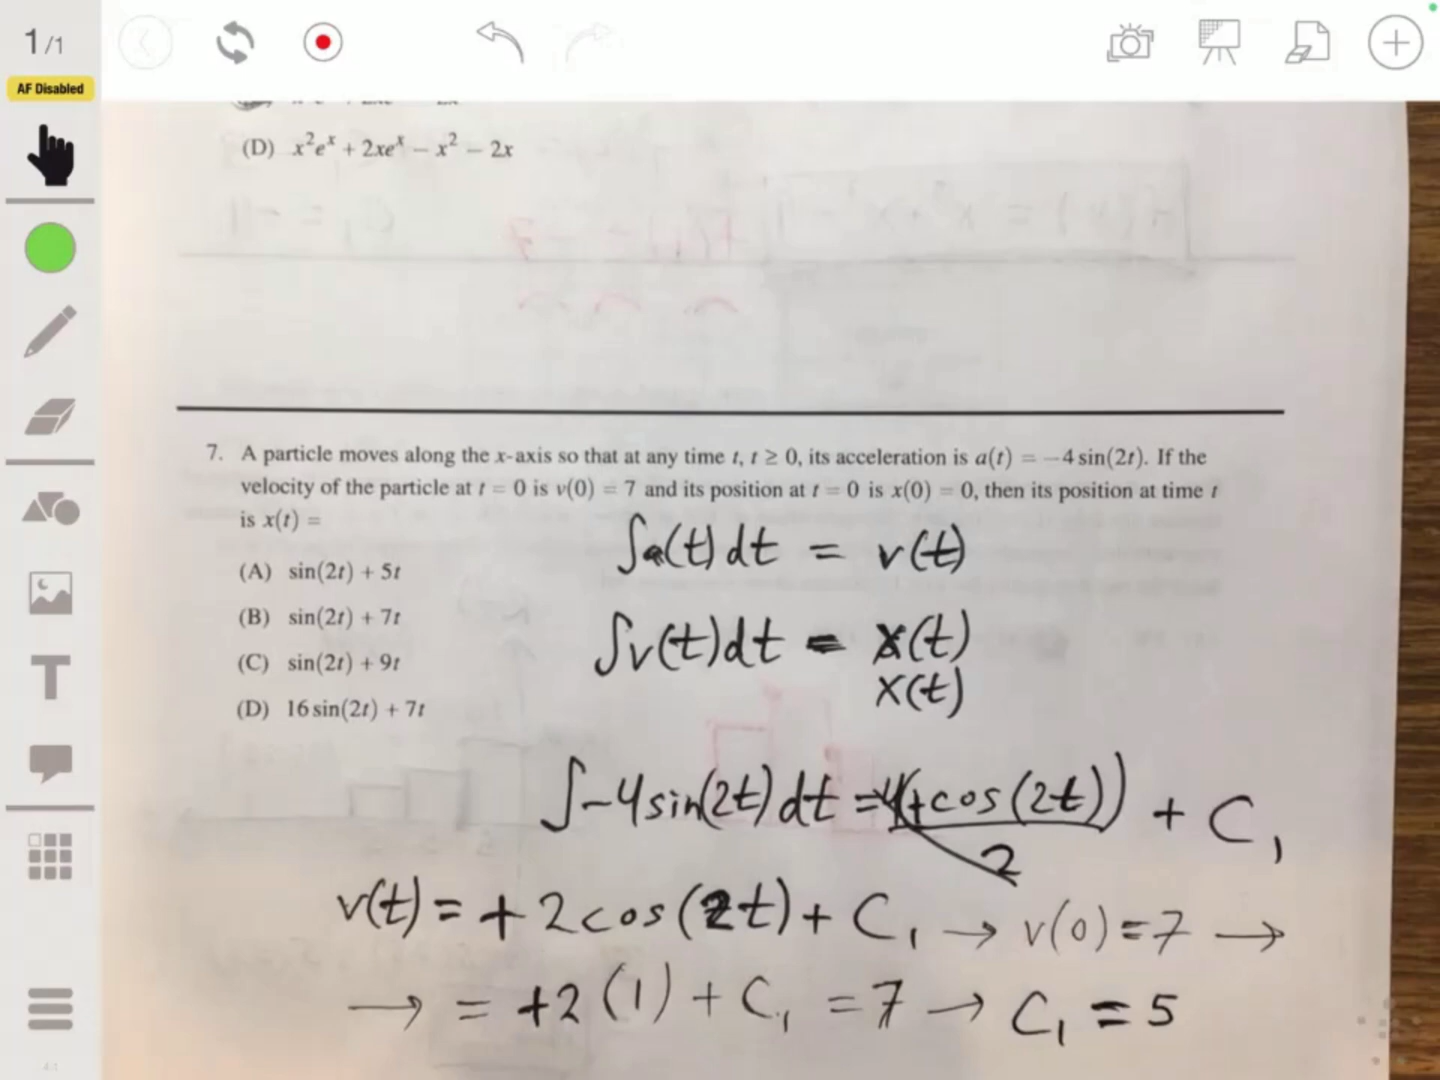 1/1
AF Disabled
(D) x²eˣ + 2xeˣ − x² − 2x
7. A particle moves along the x-axis so that at any time t, t ≥ 0, its acceleration is a(t) = −4 sin(2t). If the
velocity of the particle at t = 0 is v(0) = 7 and its position at t = 0 is x(0) = 0, then its position at time t
is x(t) =
∫a(t)dt = v(t)
(A) sin(2t) + 5t
(B) sin(2t) + 7t
∫v(t)dt = x(t)
(C) sin(2t) + 9t
x(t)
(D) 16 sin(2t) + 7t
T
∫−4sin(2t)dt = 4(+cos(2t)) + C₁
2
v(t) = +2cos(2t) + C₁ → v(0) = 7 →
→ = +2(1) + C₁ = 7 → C₁ = 5